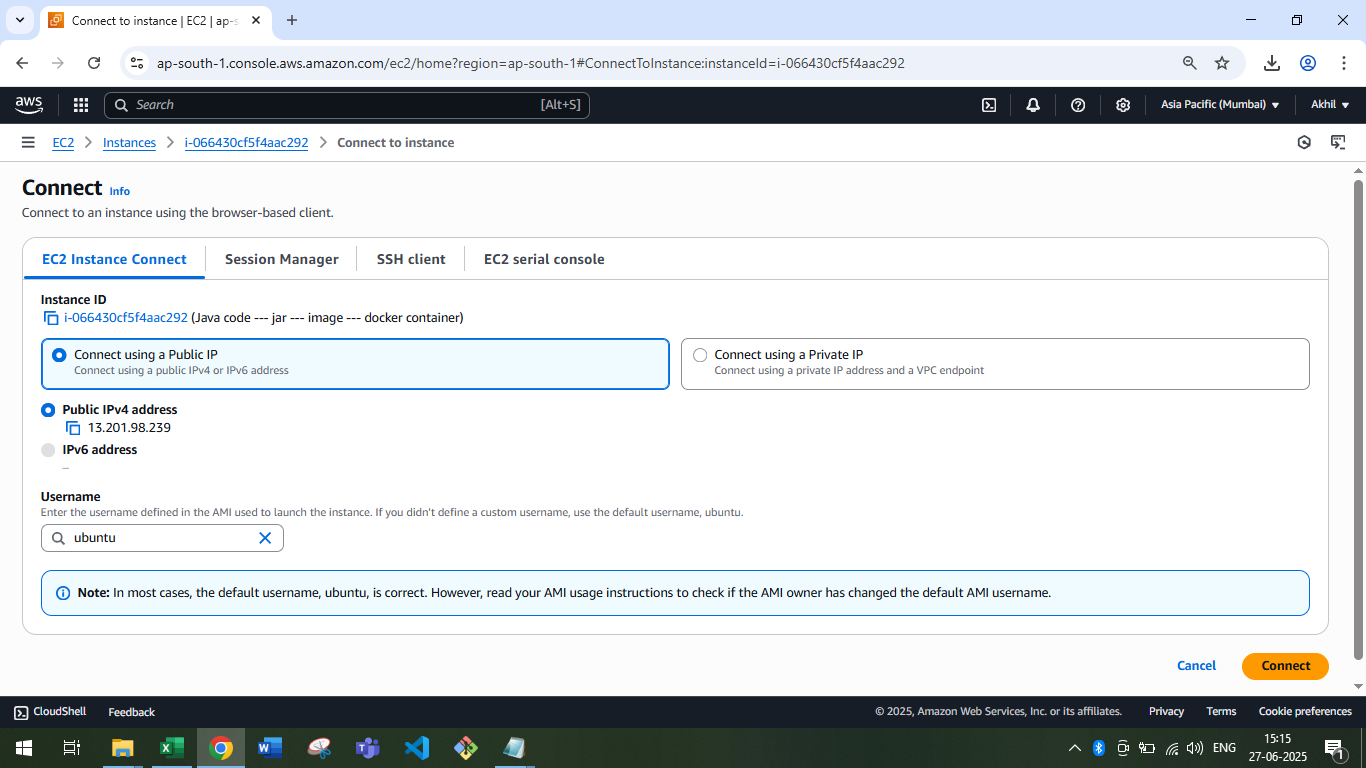 Connect to instance | EC2 | ap-s
ap-south-1.console.aws.amazon.com/ec2/home?region=ap-south-1#ConnectToInstance:instanceId=i-066430cf5f4aac292
aws
Search [Alt+S]
Asia Pacific (Mumbai)
Akhil
EC2 > Instances > i-066430cf5f4aac292 > Connect to instance
Connect Info
Connect to an instance using the browser-based client.
EC2 Instance Connect
Session Manager
SSH client
EC2 serial console
Instance ID
i-066430cf5f4aac292 (Java code --- jar --- image --- docker container)
Connect using a Public IP
Connect using a public IPv4 or IPv6 address
Connect using a Private IP
Connect using a private IP address and a VPC endpoint
Public IPv4 address
13.201.98.239
IPv6 address
–
Username
Enter the username defined in the AMI used to launch the instance. If you didn't define a custom username, use the default username, ubuntu.
ubuntu
Note: In most cases, the default username, ubuntu, is correct. However, read your AMI usage instructions to check if the AMI owner has changed the default AMI username.
Cancel
Connect
CloudShell
Feedback
© 2025, Amazon Web Services, Inc. or its affiliates.
Privacy
Terms
Cookie preferences
ENG
15:15
27-06-2025
1